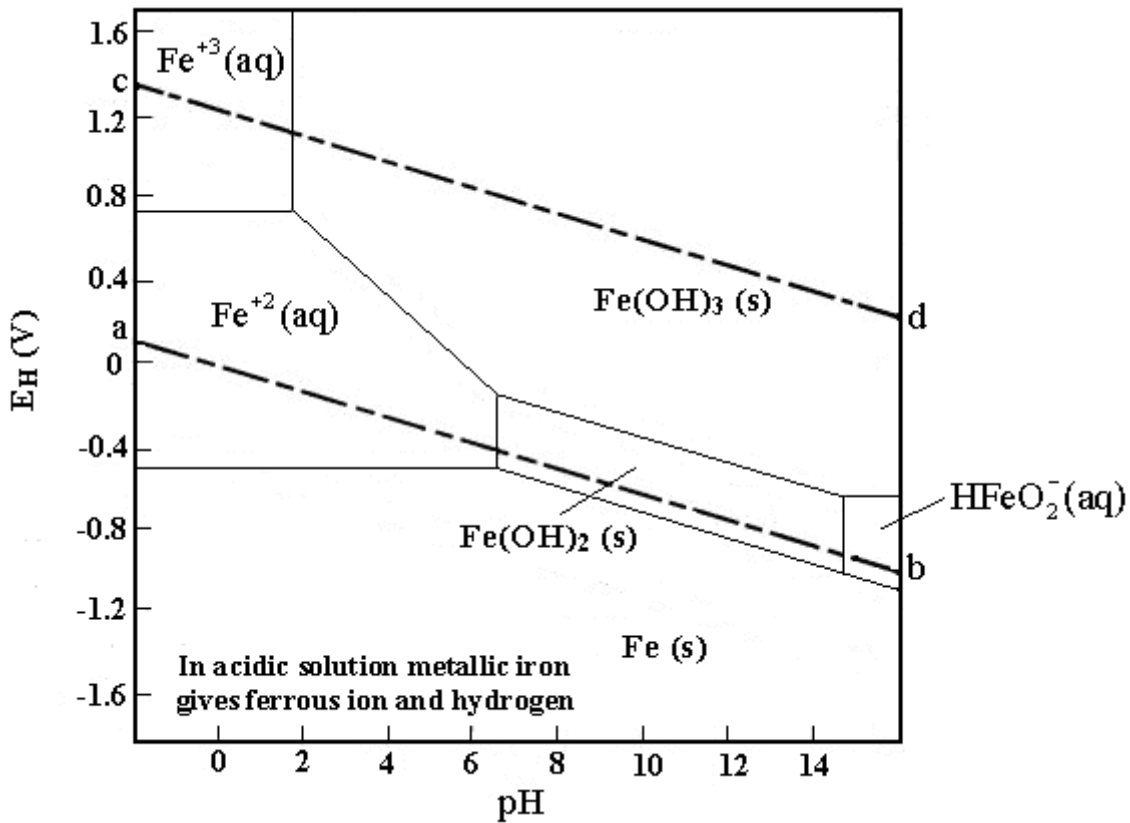 1.6
Fe+3(aq)
c
1.2
0.8
0.4
Fe(OH)3 (s)
d
Fe+2(aq)
a
0
EH (V)
-0.4
HFeO2-(aq)
-0.8
Fe(OH)2 (s)
b
-1.2
Fe (s)
In acidic solution metallic iron
gives ferrous ion and hydrogen
-1.6
0 2 4 6 8 10 12 14
pH